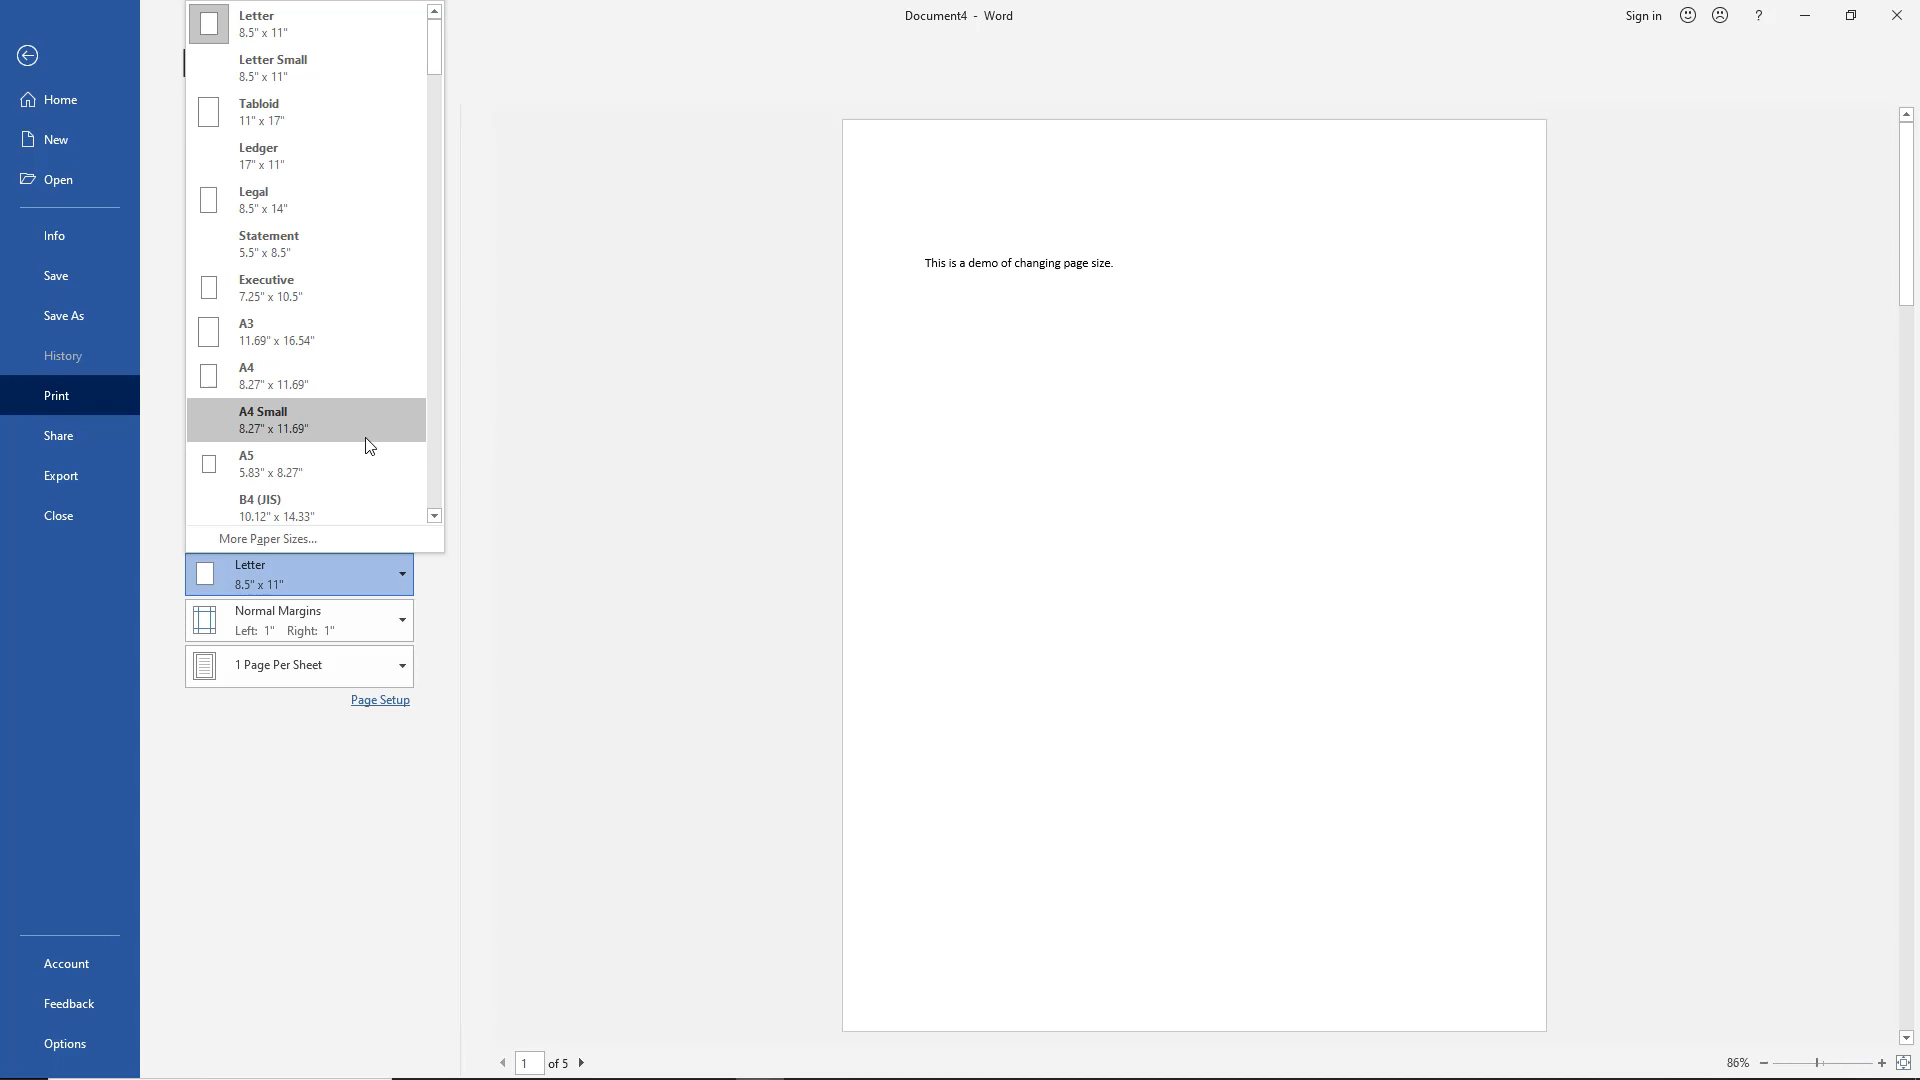 Document4 - Word
Sign in
?
Home
New
Open
Info
Save
Save As
History
Print
Share
Export
Close
Account
Feedback
Options
Letter
8.5" x 11"
Letter Small
8.5" x 11"
Tabloid
11" x 17"
Ledger
17" x 11"
Legal
8.5" x 14"
Statement
5.5" x 8.5"
Executive
7.25" x 10.5"
A3
11.69" x 16.54"
A4
8.27" x 11.69"
A4 Small
8.27" x 11.69"
A5
5.83" x 8.27"
B4 (JIS)
10.12" x 14.33"
More Paper Sizes...
Letter
8.5" x 11"
Normal Margins
Left: 1" Right: 1"
1 Page Per Sheet
Page Setup
This is a demo of changing page size.
1 of 5
86%